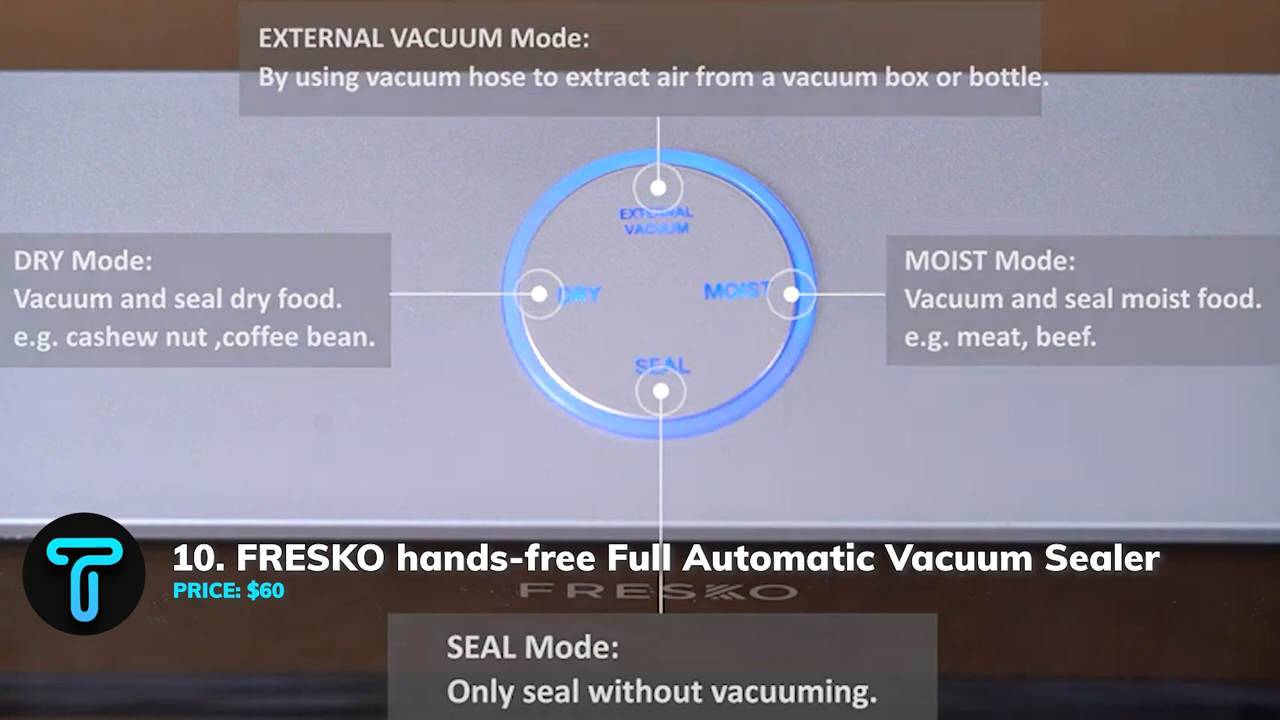 EXTERNAL VACUUM Mode:
By using vacuum hose to extract air from a vacuum box or bottle.
EXTERNAL
VACUUM
DRY Mode:
Vacuum and seal dry food.
e.g. cashew nut ,coffee bean.
DRY
MOIST
MOIST Mode:
Vacuum and seal moist food.
e.g. meat, beef.
SEAL
10. FRESKO hands-free Full Automatic Vacuum Sealer
PRICE: $60
FRESKO
SEAL Mode:
Only seal without vacuuming.